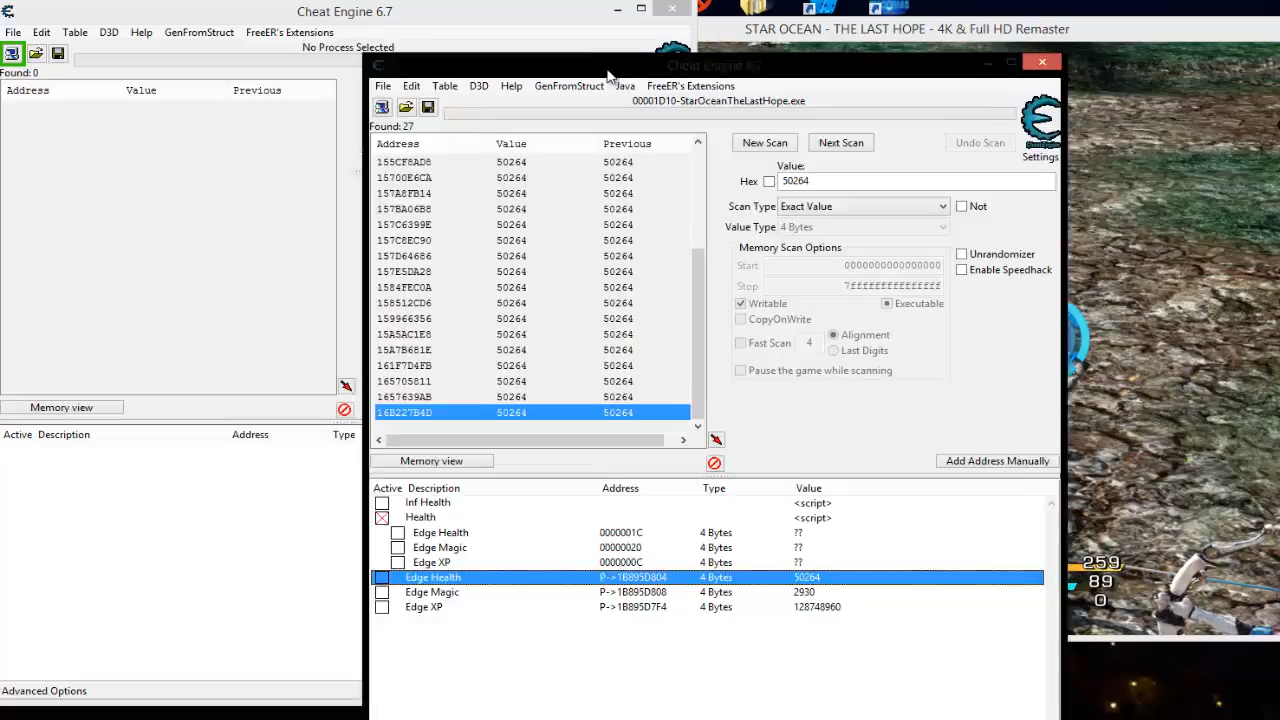 Cheat Engine 6.7
File Edit Table D3D Help GenFromStruct FreeER's Extensions
No Process Selected
Found: 0
Address Value Previous
Memory view
Active Description Address Type
Advanced Options
STAR OCEAN - THE LAST HOPE - 4K & Full HD Remaster
Cheat Engine 6.7
File Edit Table D3D Help GenFromStruct Java FreeER's Extensions
00001D10-StarOceanTheLastHope.exe
Found: 27
Address Value Previous
155CF8AD8 50264 50264
15700E6CA 50264 50264
157A8FB14 50264 50264
157BA06B8 50264 50264
157C6399E 50264 50264
157C8EC90 50264 50264
157D64686 50264 50264
157E5DA28 50264 50264
1584FEC0A 50264 50264
158512CD6 50264 50264
159966356 50264 50264
15A5AC1E8 50264 50264
15A7B681E 50264 50264
161F7D4FB 50264 50264
165705811 50264 50264
1657639AB 50264 50264
16B227B4D 50264 50264
Memory view
New Scan Next Scan Undo Scan
Settings
Value:
Hex 50264
Scan Type Exact Value Not
Value Type 4 Bytes
Memory Scan Options
Start 0000000000000000
Stop 7fffffffffffffff
Writable Executable
CopyOnWrite
Fast Scan 4 Alignment
Last Digits
Pause the game while scanning
Unrandomizer
Enable Speedhack
Add Address Manually
Active Description Address Type Value
Inf Health <script>
Health <script>
Edge Health 0000001C 4 Bytes ??
Edge Magic 00000020 4 Bytes ??
Edge XP 0000000C 4 Bytes ??
Edge Health P->1B895D804 4 Bytes 50264
Edge Magic P->1B895D808 4 Bytes 2930
Edge XP P->1B895D7F4 4 Bytes 128748960
259
89
0